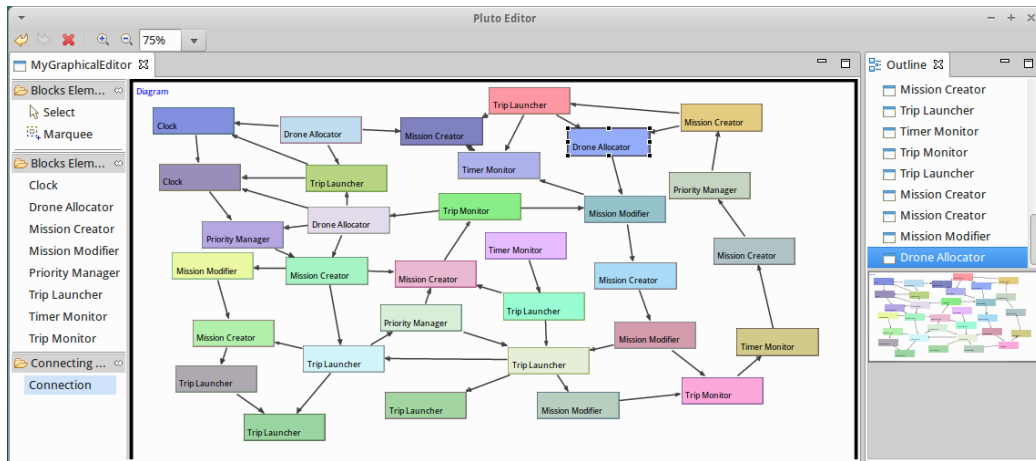 Pluto Editor
75%
MyGraphicalEditor
Blocks Elem...
Select
Marquee
Blocks Elem...
Clock
Drone Allocator
Mission Creator
Mission Modifier
Priority Manager
Trip Launcher
Timer Monitor
Trip Monitor
Connecting ...
Connection
Diagram
Trip Launcher
Clock
Drone Allocator
Mission Creator
Mission Creator
Drone Allocator
Timer Monitor
Clock
Trip Launcher
Priority Manager
Drone Allocator
Trip Monitor
Mission Modifier
Priority Manager
Timer Monitor
Mission Creator
Mission Modifier
Mission Creator
Mission Creator
Mission Creator
Trip Launcher
Priority Manager
Mission Creator
Mission Modifier
Timer Monitor
Trip Launcher
Trip Launcher
Trip Launcher
Trip Monitor
Trip Launcher
Mission Modifier
Trip Launcher
Outline
Mission Creator
Trip Launcher
Timer Monitor
Trip Monitor
Trip Launcher
Mission Creator
Mission Creator
Mission Modifier
Drone Allocator